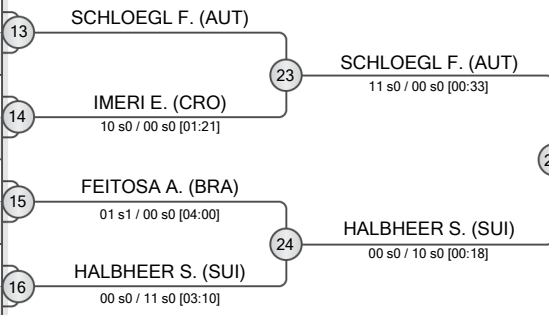 13
SCHLOEGL F. (AUT)
23
SCHLOEGL F. (AUT)
11 s0 / 00 s0 [00:33]
14
IMERI E. (CRO)
10 s0 / 00 s0 [01:21]
15
FEITOSA A. (BRA)
01 s1 / 00 s0 [04:00]
24
HALBHEER S. (SUI)
00 s0 / 10 s0 [00:18]
16
HALBHEER S. (SUI)
00 s0 / 11 s0 [03:10]